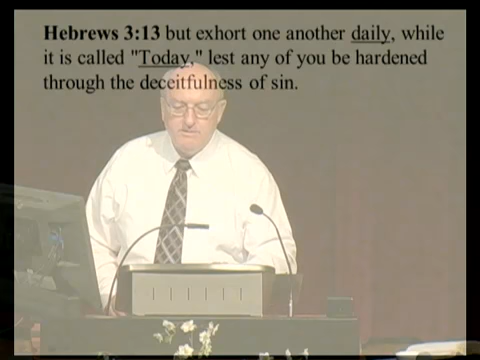 Hebrews 3:13 but exhort one another daily, while
it is called "Today," lest any of you be hardened
through the deceitfulness of sin.